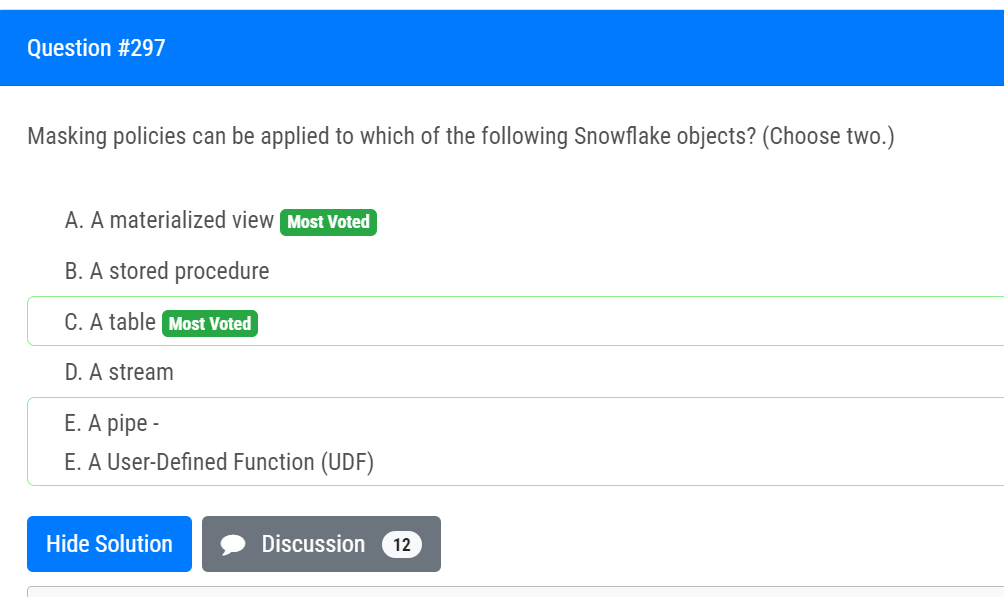 Question #297
Masking policies can be applied to which of the following Snowflake objects? (Choose two.)
A. A materialized view Most Voted
B. A stored procedure
C. A table Most Voted
D. A stream
E. A pipe -
E. A User-Defined Function (UDF)
Hide Solution Discussion 12